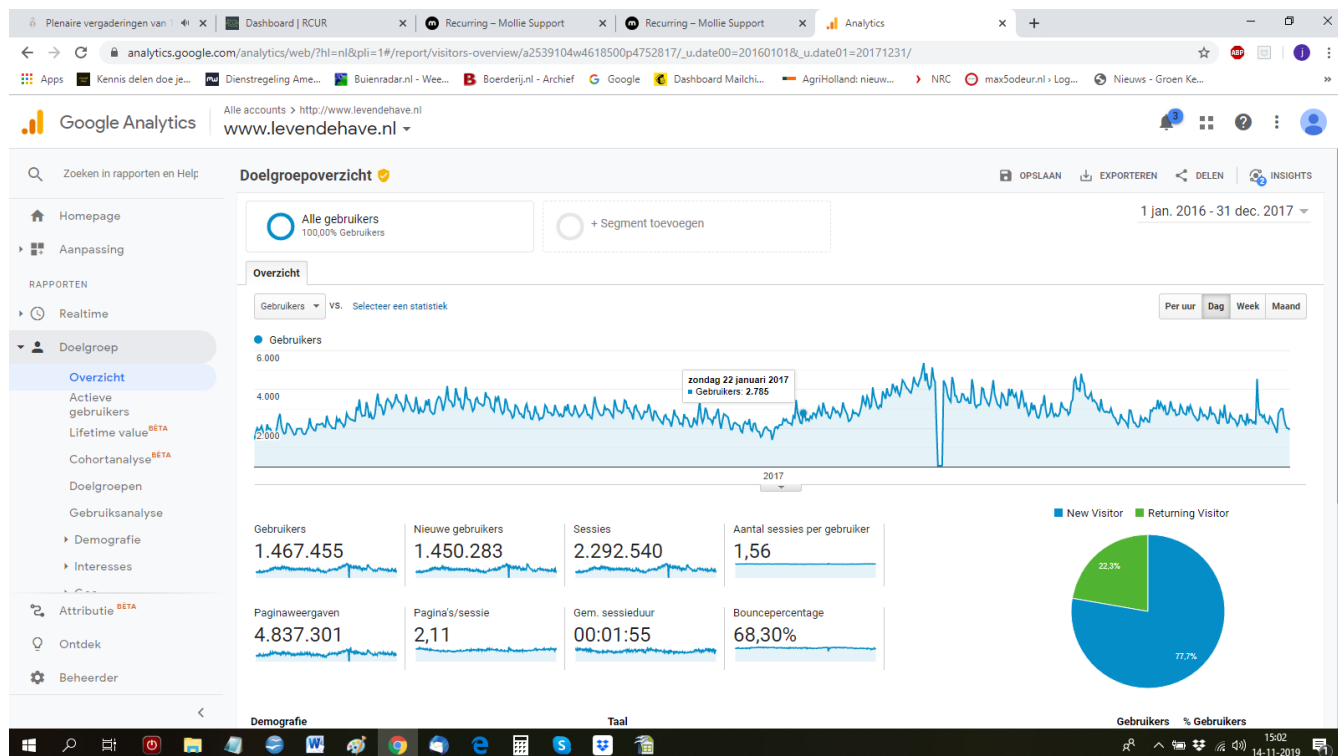 Plenaire vergaderingen van
Dashboard | RCUR
Recurring – Mollie Support
Recurring – Mollie Support
Analytics
analytics.google.com/analytics/web/?hl=nl&pli=1#/report/visitors-overview/a2539104w4618500p4752817/_u.date00=20160101&_u.date01=20171231/
ABP
j
Apps
Kennis delen doe je...
Dienstregeling Ame...
Buienradar.nl - Wee...
Boerderij.nl - Archief
Google
Dashboard Mailchi...
AgriHolland: nieuw...
NRC
max5odeur.nl › Log...
Nieuws - Groen Ke...
»
Google Analytics
Alle accounts > http://www.levendehave.nl
www.levendehave.nl
3
Zoeken in rapporten en Help
Homepage
Aanpassing
RAPPORTEN
Realtime
Doelgroep
Overzicht
Actieve
gebruikers
Lifetime value BÈTA
Cohortanalyse BÈTA
Doelgroepen
Gebruiksanalyse
Demografie
Interesses
Attributie BÈTA
Ontdek
Beheerder
Doelgroepoverzicht
OPSLAAN
EXPORTEREN
DELEN
2
INSIGHTS
Alle gebruikers
100,00% Gebruikers
+ Segment toevoegen
1 jan. 2016 - 31 dec. 2017
Overzicht
Gebruikers
VS.
Selecteer een statistiek
Per uur
Dag
Week
Maand
Gebruikers
6.000
4.000
2.000
zondag 22 januari 2017
Gebruikers: 2.785
2017
Gebruikers
1.467.455
Nieuwe gebruikers
1.450.283
Sessies
2.292.540
Aantal sessies per gebruiker
1,56
Paginaweergaven
4.837.301
Pagina's/sessie
2,11
Gem. sessieduur
00:01:55
Bouncepercentage
68,30%
New Visitor
Returning Visitor
22,3%
77,7%
Demografie
Taal
Gebruikers
% Gebruikers
15:02
14-11-2019